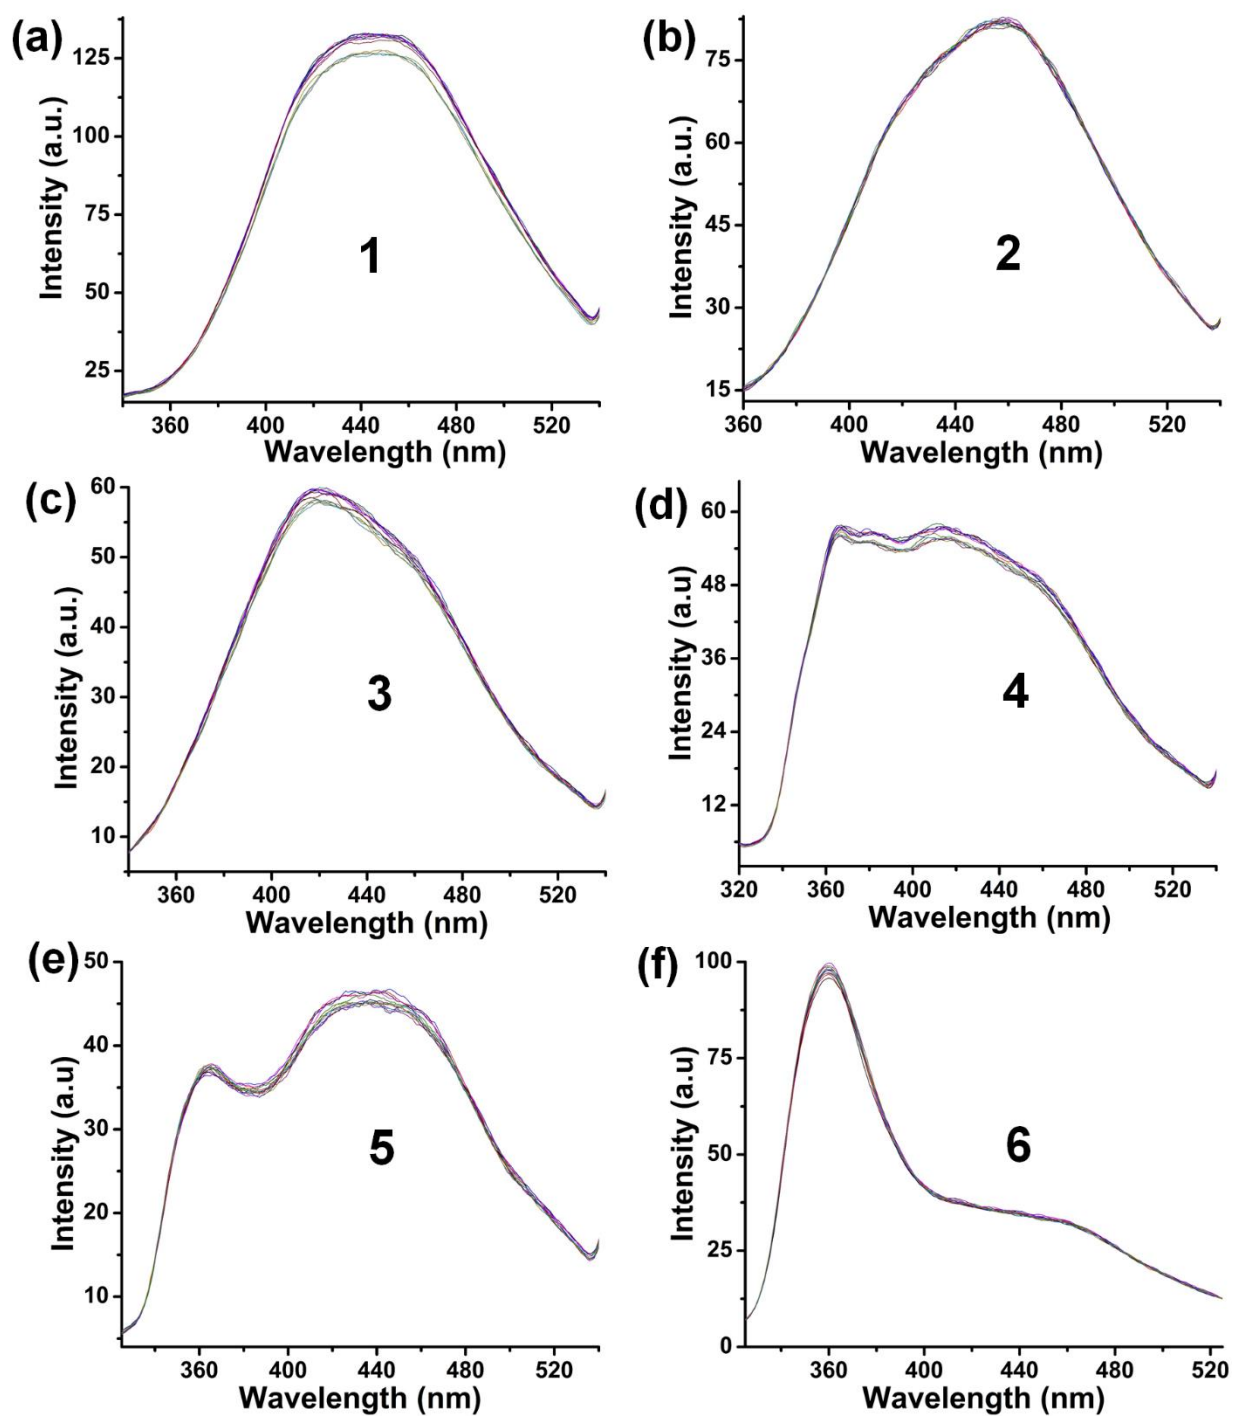 (a)
125
100
75
50
25
Intensity (a.u.)
1
360 400 440 480 520
Wavelength (nm)
(b)
75
60
45
30
15
Intensity (a.u.)
2
360 400 440 480 520
Wavelength (nm)
(c)
60
50
40
30
20
10
Intensity (a.u.)
3
360 400 440 480 520
Wavelength (nm)
(d)
60
48
36
24
12
Intensity (a.u)
4
320 360 400 440 480 520
Wavelength (nm)
(e)
50
40
30
20
10
Intensity (a.u)
5
360 400 440 480 520
Wavelength (nm)
(f)
100
75
50
25
0
Intensity (a.u)
6
360 400 440 480 520
Wavelength (nm)